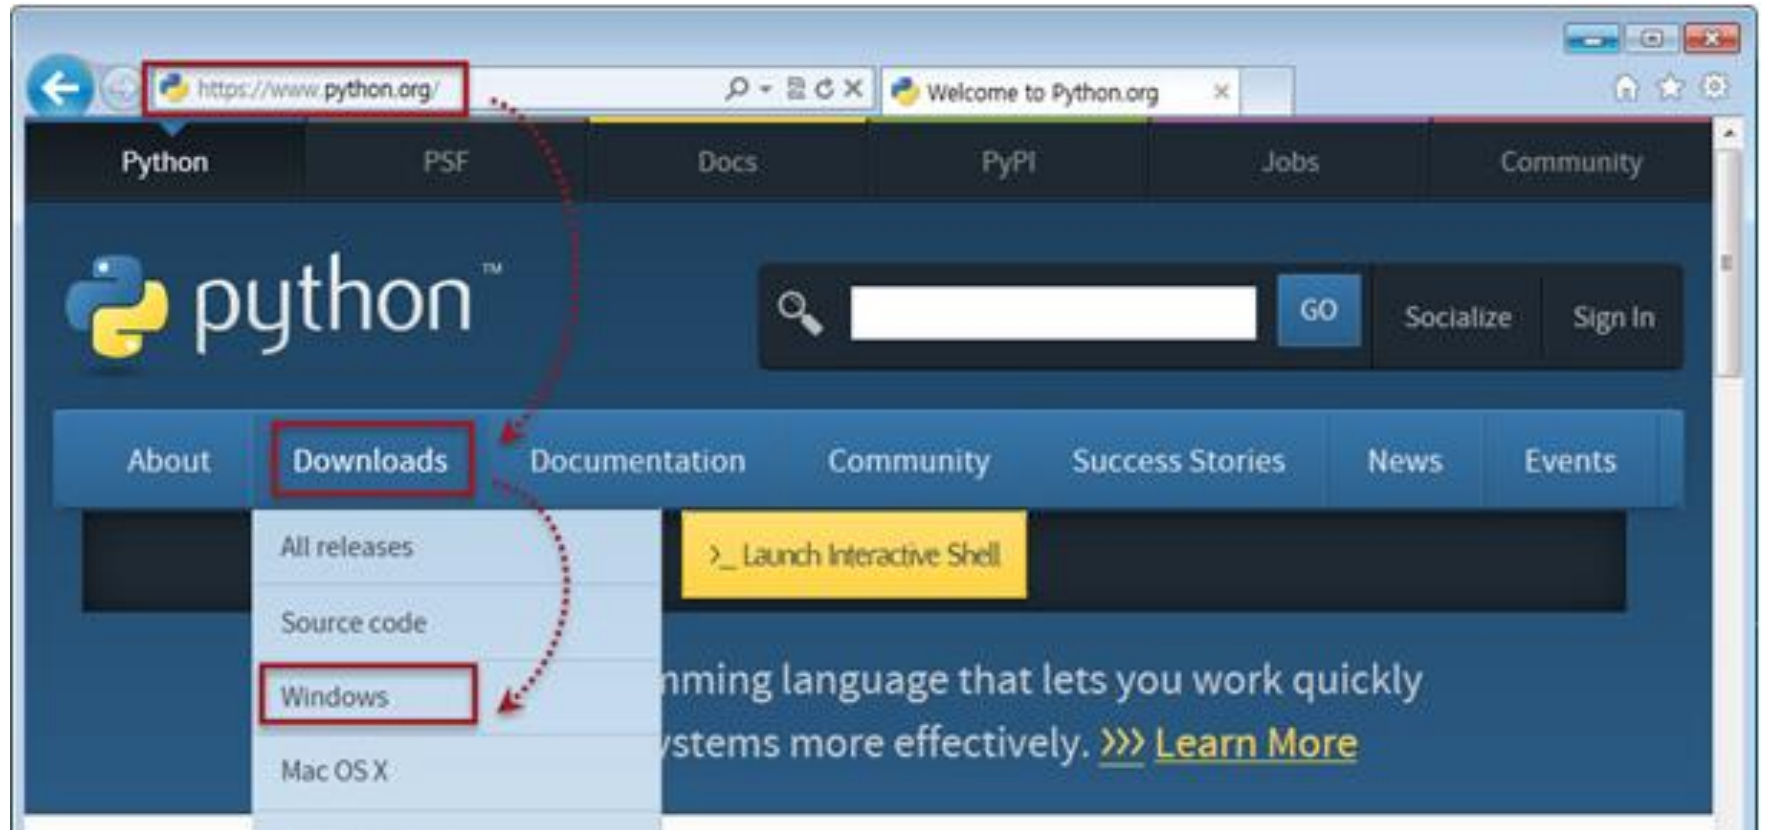 https://www.python.org/
Welcome to Python.org
Python PSF Docs PyPI Jobs Community
python™
GO Socialize Sign In
About Downloads Documentation Community Success Stories News Events
All releases
>_ Launch Interactive Shell
Source code
Windows
nming language that lets you work quickly
ystems more effectively. >>> Learn More
Mac OS X